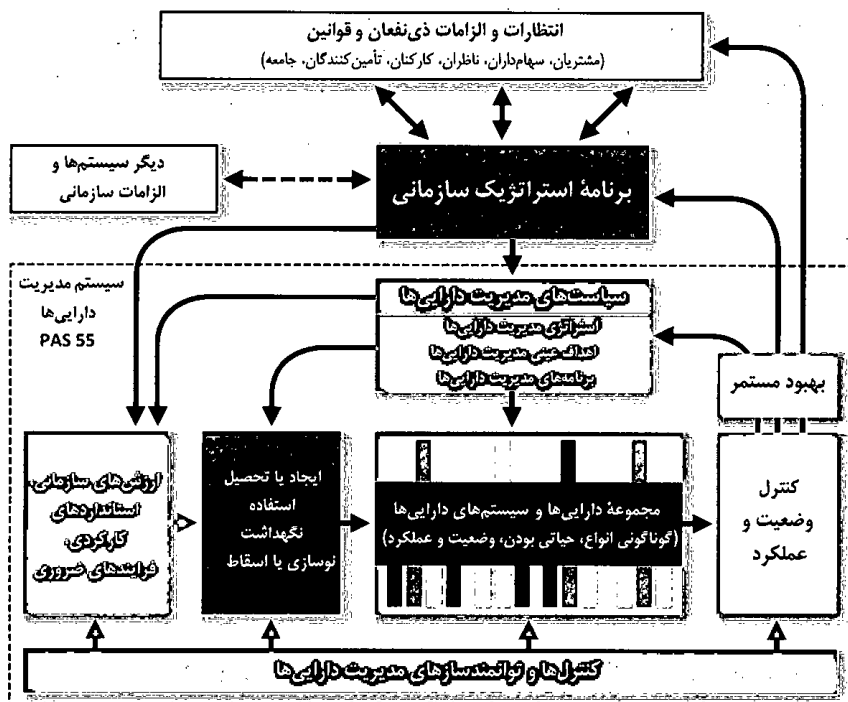 انتظارات و الزامات ذی‌نفعان و قوانین
(مشتریان، سهام‌داران، ناظران، کارکنان، تأمین‌کنندگان، جامعه)
دیگر سیستم‌ها و
الزامات سازمانی
برنامهٔ استراتژیک سازمانی
سیستم مدیریت
دارایی‌ها
PAS 55
سیاست‌های مدیریت دارایی‌ها
استراتژی مدیریت دارایی‌ها
اهداف عینی مدیریت دارایی‌ها
برنامه‌های مدیریت دارایی‌ها
بهبود مستمر
ارزش‌های سازمانی،
استانداردهای
کارکردی،
فرایندهای ضروری
ایجاد یا تحصیل
استفاده
نگهداشت
نوسازی یا اسقاط
مجموعهٔ دارایی‌ها و سیستم‌های دارایی‌ها
(گوناگونی انواع، حیاتی بودن، وضعیت و عملکرد)
کنترل
وضعیت و
عملکرد
کنترل‌ها و توانمندسازهای مدیریت دارایی‌ها